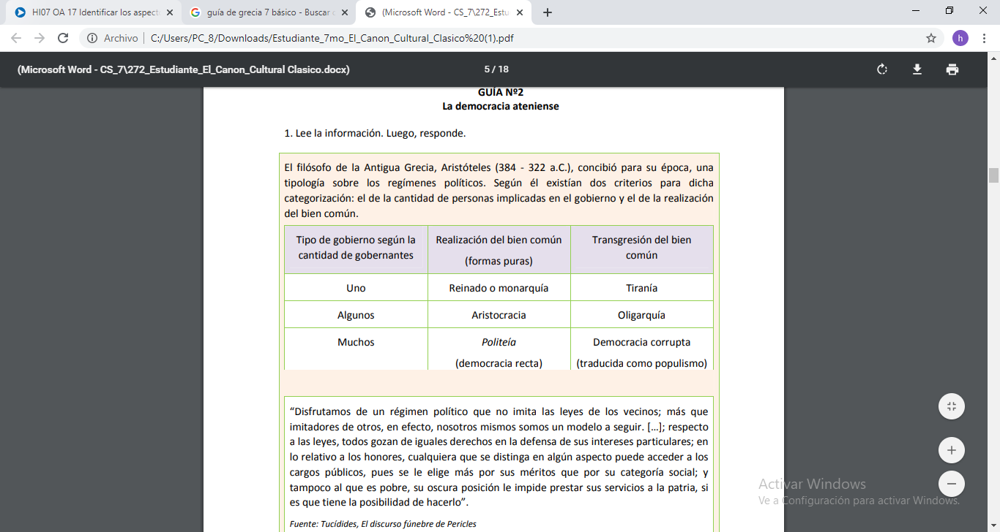 HI07 OA 17 Identificar los aspect
guía de grecia 7 básico - Buscar
(Microsoft Word - CS_7\272_Estu
Archivo
C:/Users/PC_8/Downloads/Estudiante_7mo_El_Canon_Cultural_Clasico%20(1).pdf
h
(Microsoft Word - CS_7\272_Estudiante_El_Canon_Cultural Clasico.docx)
5 / 18
GUÍA Nº2
La democracia ateniense
1. Lee la información. Luego, responde.
El filósofo de la Antigua Grecia, Aristóteles (384 - 322 a.C.), concibió para su época, una
tipología sobre los regímenes políticos. Según él existían dos criterios para dicha
categorización: el de la cantidad de personas implicadas en el gobierno y el de la realización
del bien común.
Tipo de gobierno según la
cantidad de gobernantes
Realización del bien común
(formas puras)
Transgresión del bien
común
Uno
Reinado o monarquía
Tiranía
Algunos
Aristocracia
Oligarquía
Muchos
Politeía
(democracia recta)
Democracia corrupta
(traducida como populismo)
“Disfrutamos de un régimen político que no imita las leyes de los vecinos; más que
imitadores de otros, en efecto, nosotros mismos somos un modelo a seguir. […]; respecto
a las leyes, todos gozan de iguales derechos en la defensa de sus intereses particulares; en
lo relativo a los honores, cualquiera que se distinga en algún aspecto puede acceder a los
cargos públicos, pues se le elige más por sus méritos que por su categoría social; y
tampoco al que es pobre, su oscura posición le impide prestar sus servicios a la patria, si
es que tiene la posibilidad de hacerlo”.
Fuente: Tucídides, El discurso fúnebre de Pericles
Activar Windows
Ve a Configuración para activar Windows.